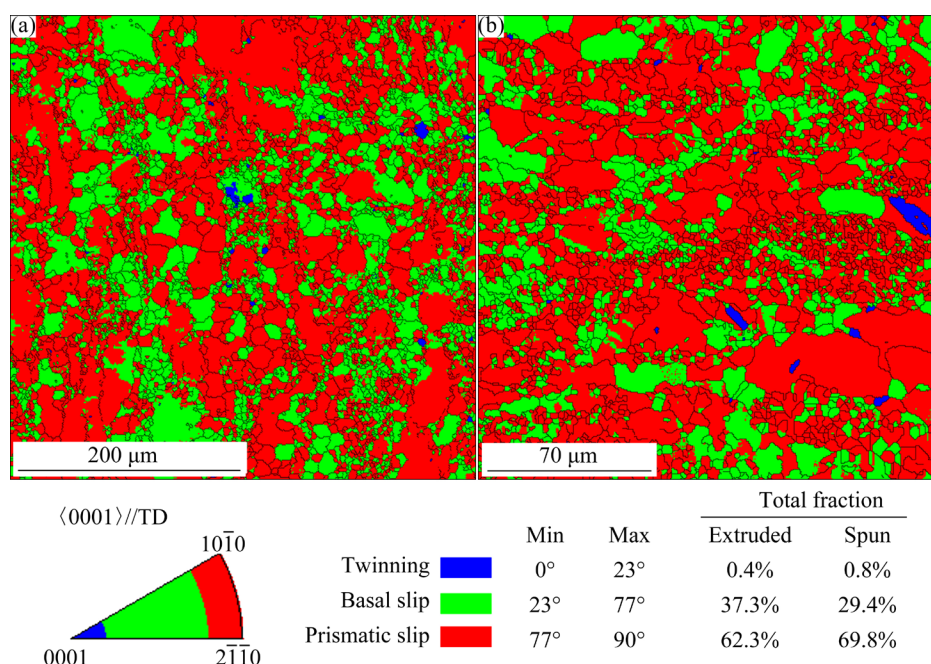 (a)
(b)
200 μm
70 μm
⟨0001⟩//TD
101̄0
0001
21̄1̄0
Total fraction
Min Max Extruded Spun
Twinning 0° 23° 0.4% 0.8%
Basal slip 23° 77° 37.3% 29.4%
Prismatic slip 77° 90° 62.3% 69.8%